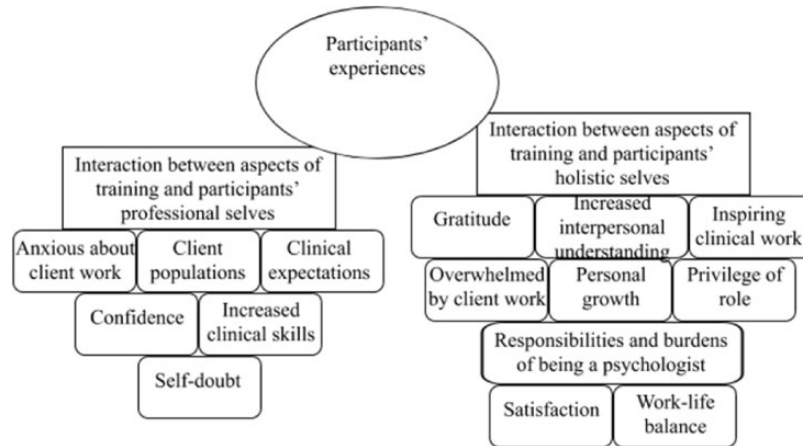 Participants'
experiences
Interaction between aspects of
training and participants'
professional selves
Anxious about
client work
Client
populations
Clinical
expectations
Confidence
Increased
clinical skills
Self-doubt
Interaction between aspects of
training and participants'
holistic selves
Gratitude
Increased
interpersonal
understanding
Inspiring
clinical work
Overwhelmed
by client work
Personal
growth
Privilege of
role
Responsibilities and burdens
of being a psychologist
Satisfaction
Work-life
balance